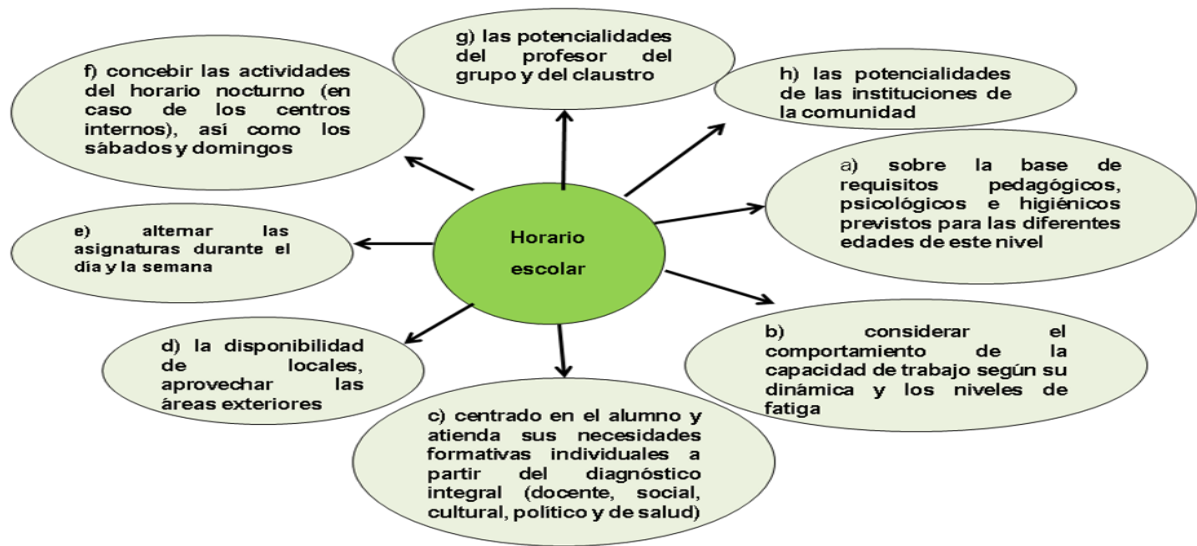 Horario
escolar
a) sobre la base de
requisitos pedagógicos,
psicológicos e higiénicos
previstos para las diferentes
edades de este nivel
b) considerar el
comportamiento de la
capacidad de trabajo según su
dinámica y los niveles de
fatiga
c) centrado en el alumno y
atienda sus necesidades
formativas individuales a
partir del diagnóstico
integral (docente, social,
cultural, político y de salud)
d) la disponibilidad
de locales,
aprovechar las
áreas exteriores
e) alternar las
asignaturas durante el
día y la semana
f) concebir las actividades
del horario nocturno (en
caso de los centros
internos), así como los
sábados y domingos
g) las potencialidades
del profesor del
grupo y del claustro
h) las potencialidades
de las instituciones de
la comunidad